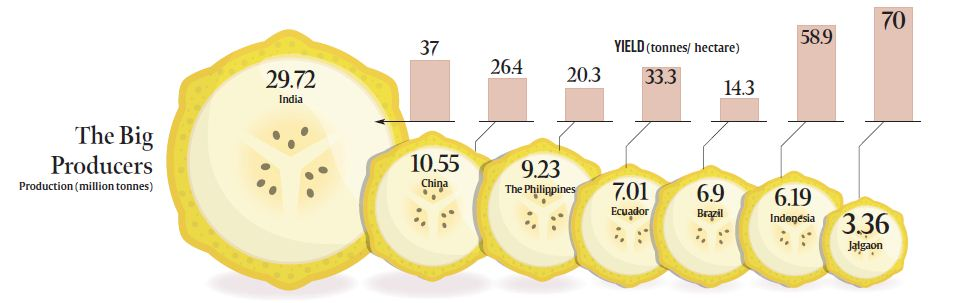 The Big
Producers
Production (million tonnes)
YIELD (tonnes/ hectare)
37
26.4
20.3
33.3
14.3
58.9
70
29.72
India
10.55
China
9.23
The Philippines
7.01
Ecuador
6.9
Brazil
6.19
Indonesia
3.36
Jalgaon